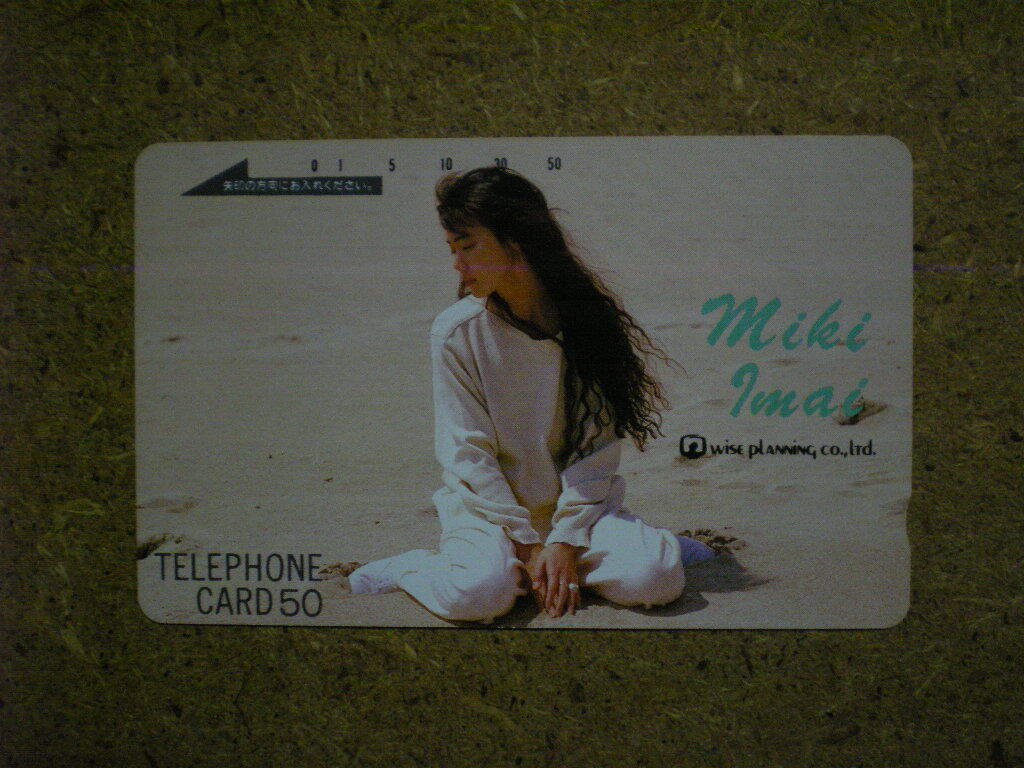 0 1 5 10 30 50
矢印の方向にお入れください。
Miki
Imai
wise planning co.,ltd.
TELEPHONE
CARD 50